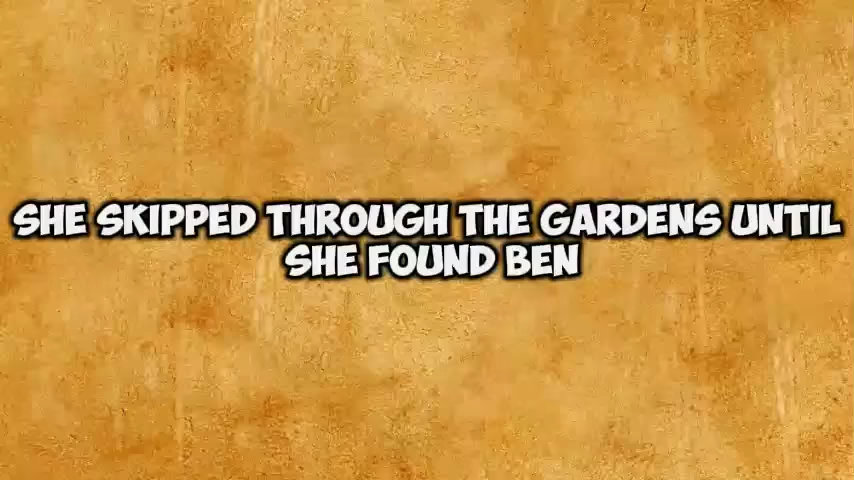 SHE SKIPPED THROUGH THE GARDENS UNTIL
SHE FOUND BEN